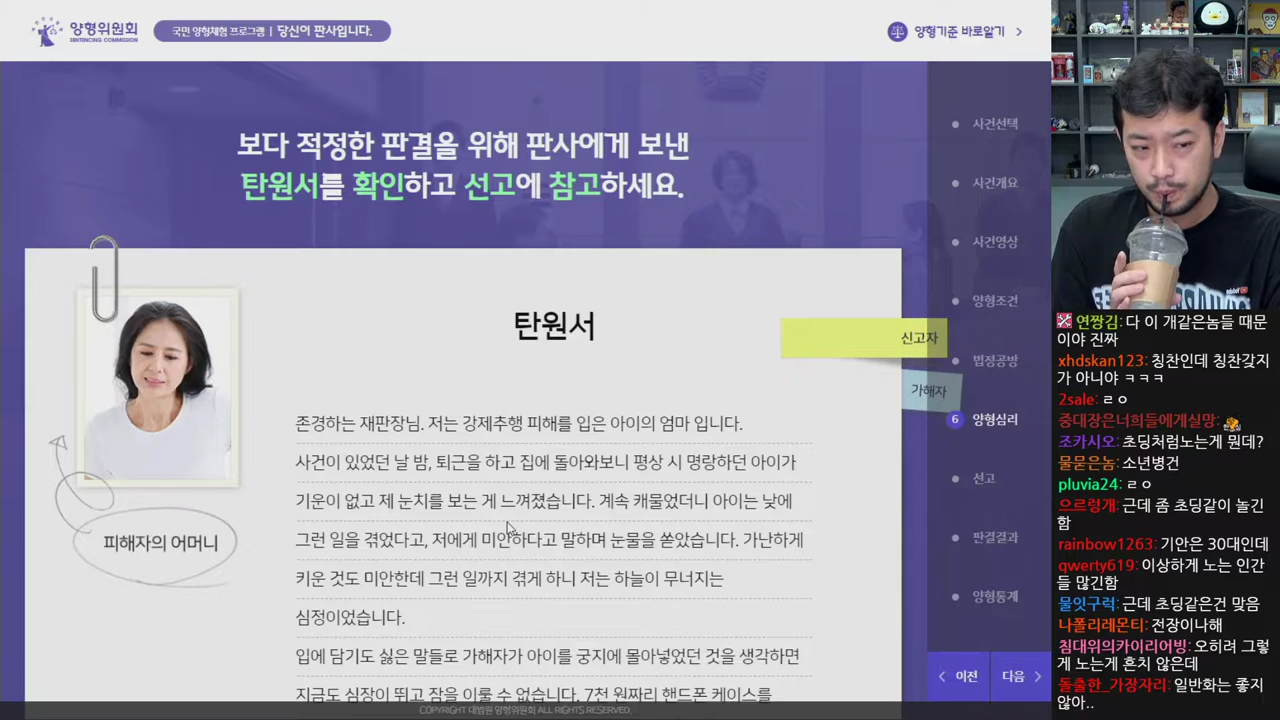 양형위원회
SENTENCING COMMISSION
국민 양형체험 프로그램 | 당신이 판사입니다.
양형기준 바로알기
보다 적정한 판결을 위해 판사에게 보낸
탄원서를 확인하고 선고에 참고하세요.
사건선택
사건개요
사건영상
양형조건
법정공방
6 양형심리
선고
판결결과
양형통계
이전
다음
탄원서
신고자
가해자
피해자의 어머니
존경하는 재판장님. 저는 강제추행 피해를 입은 아이의 엄마 입니다.
사건이 있었던 날 밤, 퇴근을 하고 집에 돌아와보니 평상 시 명랑하던 아이가
기운이 없고 제 눈치를 보는 게 느껴졌습니다. 계속 캐물었더니 아이는 낮에
그런 일을 겪었다고, 저에게 미안하다고 말하며 눈물을 쏟았습니다. 가난하게
키운 것도 미안한데 그런 일까지 겪게 하니 저는 하늘이 무너지는
심정이었습니다.
입에 담기도 싫은 말들로 가해자가 아이를 궁지에 몰아넣었던 것을 생각하면
지금도 심장이 뛰고 잠을 이룰 수 없습니다. 7천 원짜리 핸드폰 케이스를
COPYRIGHT 대법원 양형위원회 ALL RIGHTS RESERVED.
연짱김: 다 이 개같은놈들 때문
이야 진짜
xhdskan123: 칭찬인데 칭찬갖지
가 아니야 ㅋㅋㅋ
2sale: ㄹㅇ
중대장은너희들에게실망:
조카시오: 초딩처럼노는게 뭔데?
물묻은놈: 소년병건
pluvia24: ㄹㅇ
으르렁개: 근데 좀 초딩같이 놀긴
함
rainbow1263: 기안은 30대인데
qwerty619: 이상하게 노는 인간
들 많긴함
물잇구럭: 근데 초딩같은건 맞음
나폴리레몬티: 전장이나해
침대위의카이리어빙: 오히려 그렇
게 노는게 흔치 않은데
돌출한_가장자리: 일반화는 좋지
않아..